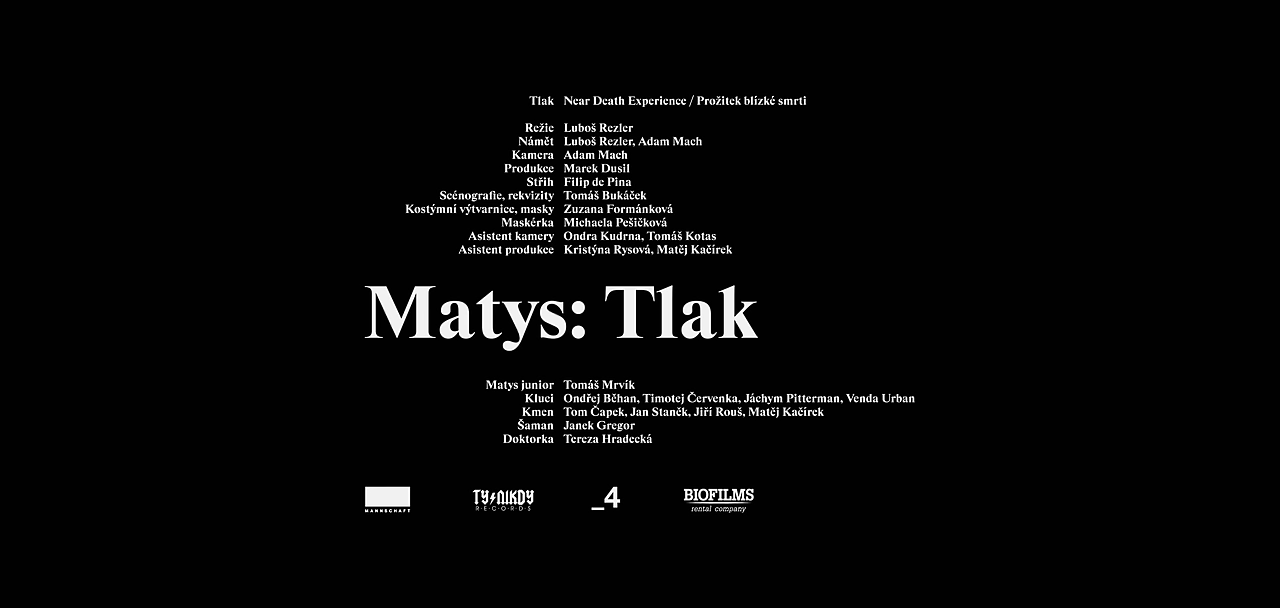 Tlak Near Death Experience / Prožitek blízké smrti
Režie Luboš Rezler
Námět Luboš Rezler, Adam Mach
Kamera Adam Mach
Produkce Marek Dusil
Střih Filip de Pina
Scénografie, rekvizity Tomáš Bukáček
Kostýmní výtvarnice, masky Zuzana Formánková
Maskérka Michaela Pešičková
Asistent kamery Ondra Kudrna, Tomáš Kotas
Asistent produkce Kristýna Rysová, Matěj Kačírek
Matys: Tlak
Matys junior Tomáš Mrvík
Kluci Ondřej Běhan, Timotej Červenka, Jáchym Pitterman, Venda Urban
Kmen Tom Čapek, Jan Staněk, Jiří Rouš, Matěj Kačírek
Šaman Janek Gregor
Doktorka Tereza Hradecká
MANNSCHAFT
TY NIKDY
RECORDS
_4
BIOFILMS
rental company